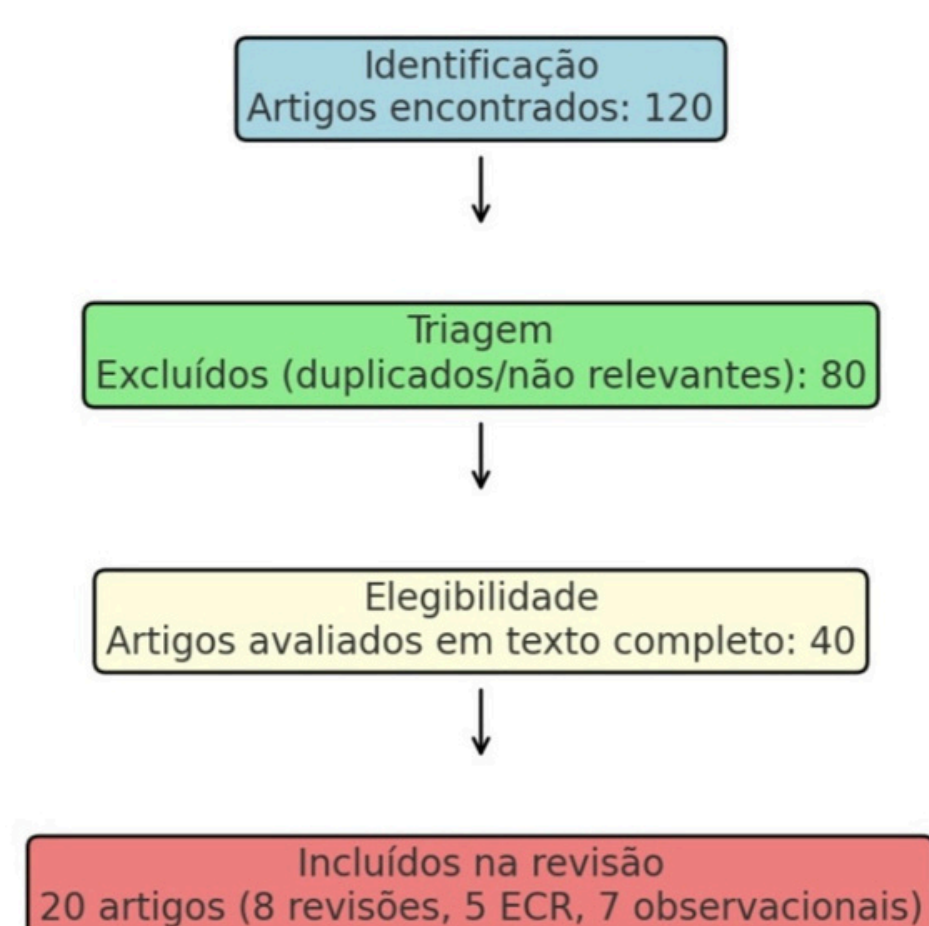 Identificação
Artigos encontrados: 120
Triagem
Excluídos (duplicados/não relevantes): 80
Elegibilidade
Artigos avaliados em texto completo: 40
Incluídos na revisão
20 artigos (8 revisões, 5 ECR, 7 observacionais)